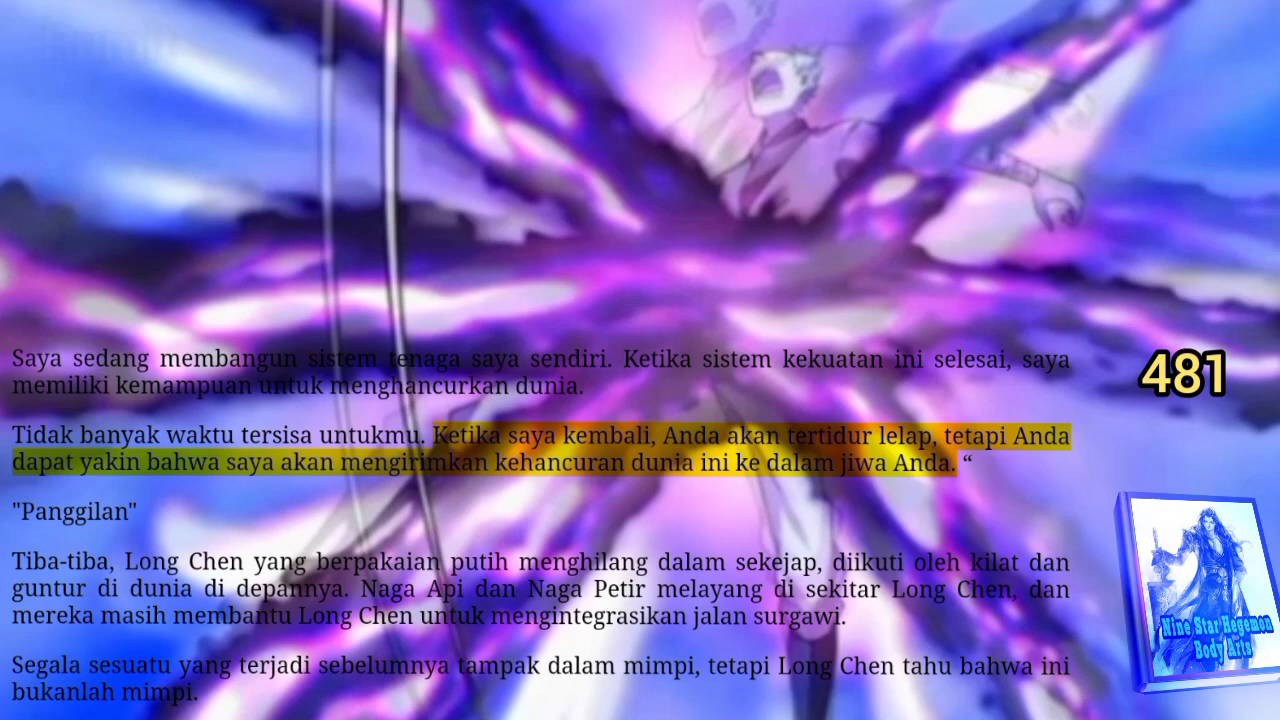 Saya sedang membangun sistem tenaga saya sendiri. Ketika sistem kekuatan ini selesai, saya
memiliki kemampuan untuk menghancurkan dunia.
Tidak banyak waktu tersisa untukmu. Ketika saya kembali, Anda akan tertidur lelap, tetapi Anda
dapat yakin bahwa saya akan mengirimkan kehancuran dunia ini ke dalam jiwa Anda. “
"Panggilan"
Tiba-tiba, Long Chen yang berpakaian putih menghilang dalam sekejap, diikuti oleh kilat dan
guntur di dunia di depannya. Naga Api dan Naga Petir melayang di sekitar Long Chen, dan
mereka masih membantu Long Chen untuk mengintegrasikan jalan surgawi.
Segala sesuatu yang terjadi sebelumnya tampak dalam mimpi, tetapi Long Chen tahu bahwa ini
bukanlah mimpi.
481
Nine Star Hegemon
Body Arts